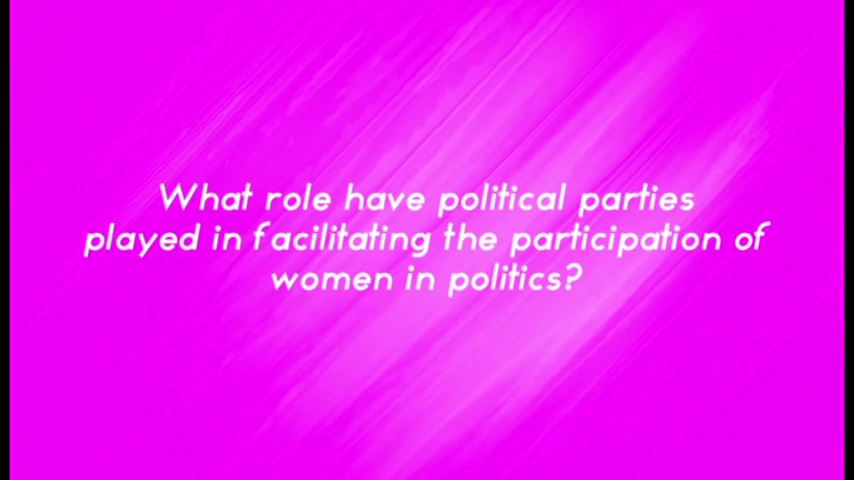 What role have political parties
played in facilitating the participation of
women in politics?